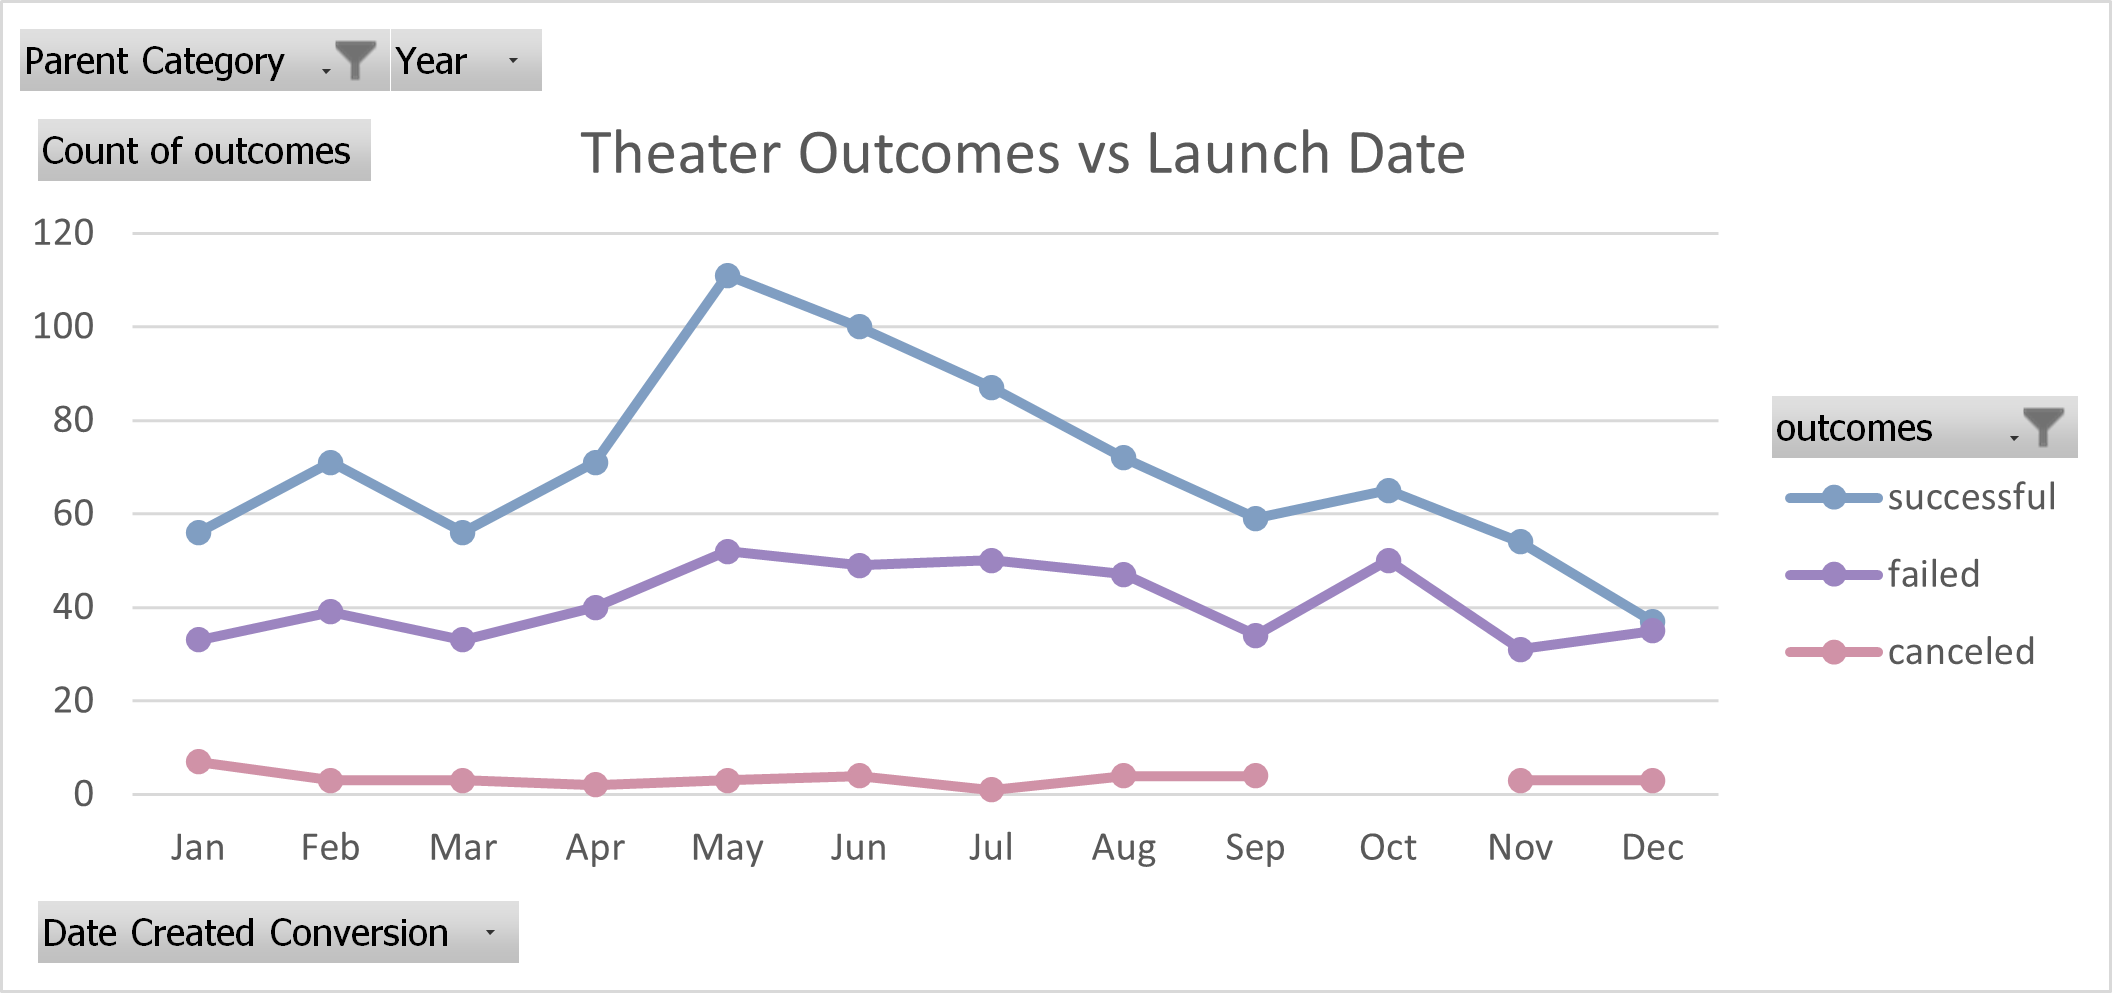 Parent Category Year
Count of outcomes
Theater Outcomes vs Launch Date
120
100
80
60
40
20
0
Jan Feb Mar Apr May Jun Jul Aug Sep Oct Nov Dec
outcomes
successful
failed
canceled
Date Created Conversion